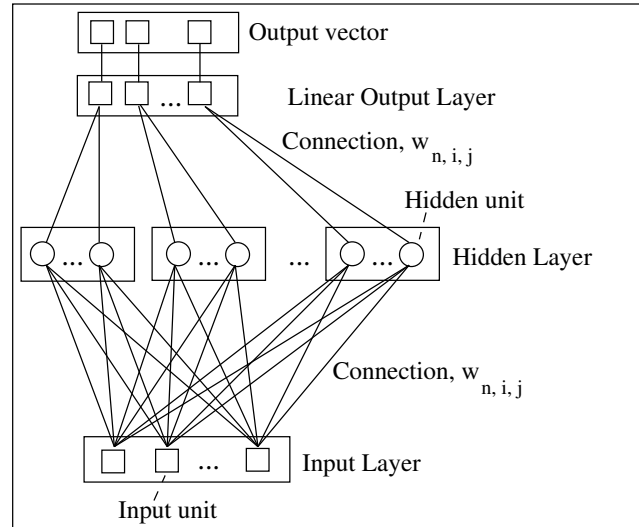 Output vector
...
Linear Output Layer
Connection, w n, i, j
Hidden unit
... ... ... ...
Hidden Layer
Connection, w n, i, j
...
Input Layer
Input unit